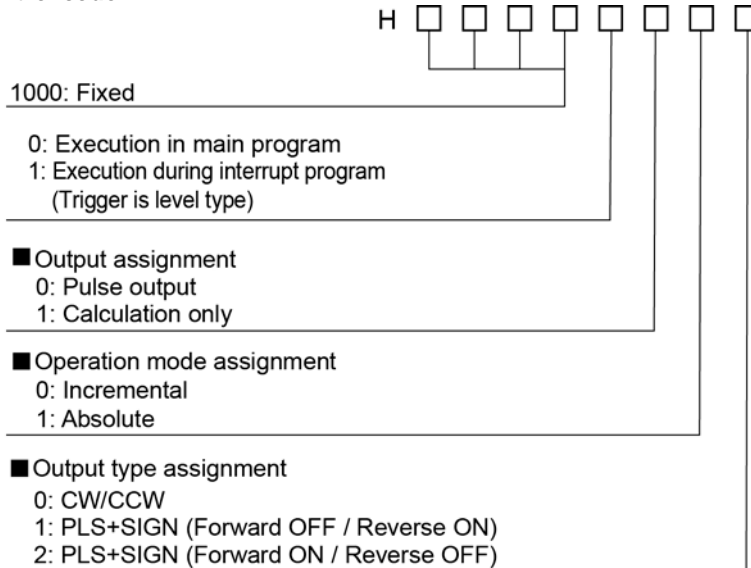 H □ □ □ □ □ □ □ □
1000: Fixed
0: Execution in main program
1: Execution during interrupt program
(Trigger is level type)
■ Output assignment
0: Pulse output
1: Calculation only
■ Operation mode assignment
0: Incremental
1: Absolute
■ Output type assignment
0: CW/CCW
1: PLS+SIGN (Forward OFF / Reverse ON)
2: PLS+SIGN (Forward ON / Reverse OFF)